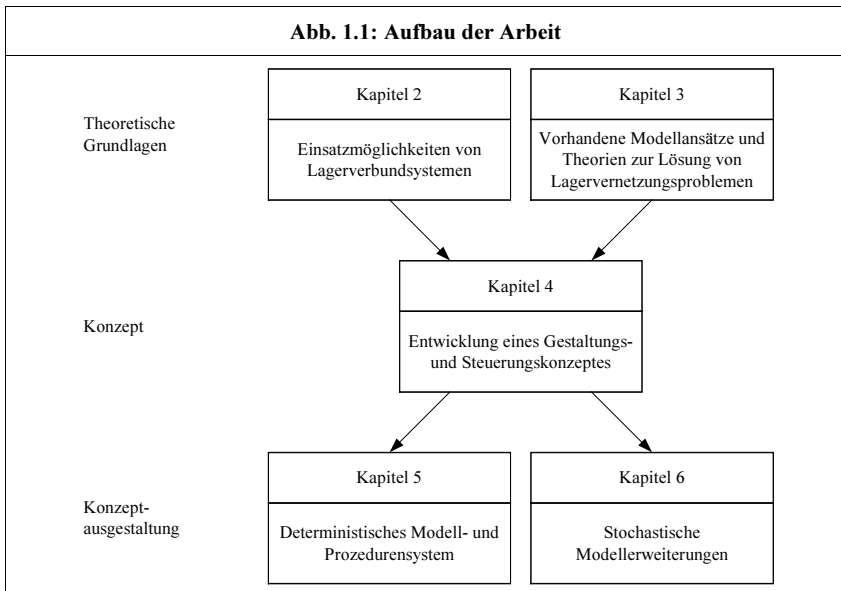 Abb. 1.1: Aufbau der Arbeit
Theoretische
Grundlagen
Kapitel 2
Einsatzmöglichkeiten von
Lagerverbundsystemen
Kapitel 3
Vorhandene Modellansätze und
Theorien zur Lösung von
Lagervernetzungsproblemen
Konzept
Kapitel 4
Entwicklung eines Gestaltungs-
und Steuerungskonzeptes
Konzept-
ausgestaltung
Kapitel 5
Deterministisches Modell- und
Prozedurensystem
Kapitel 6
Stochastische
Modellerweiterungen